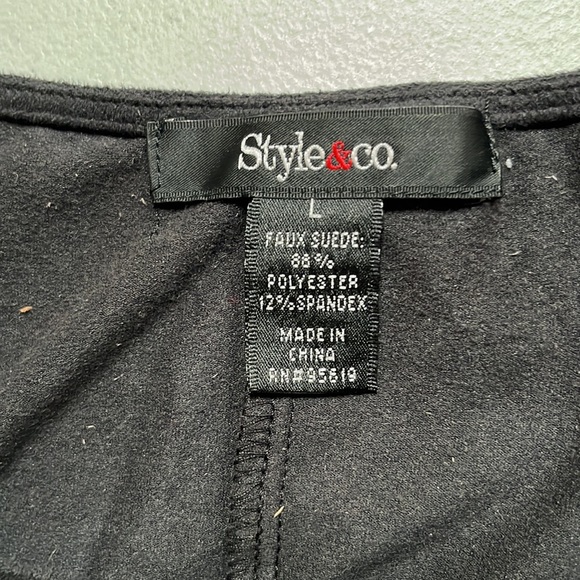 Style&co.
L
FAUX SUEDE:
88%
POLYESTER
12%SPANDEX
MADE IN
CHINA
RN#95619